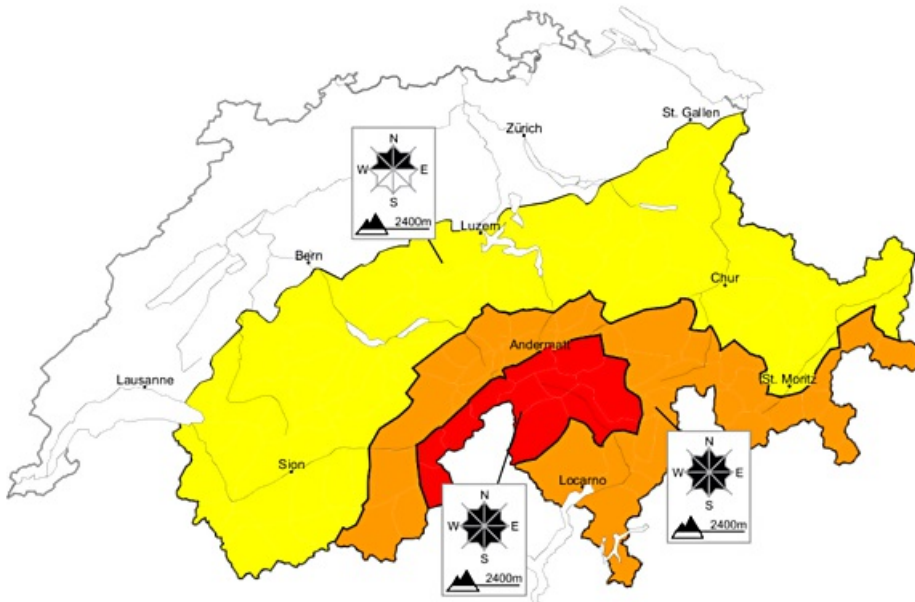 St. Gallen
Zürich
N
W E
S
2400m
Luzern
Bern
Chur
Andermatt
Lausanne
St. Moritz
Sion
Locarno
N
W E
S
2400m
N
W E
S
2400m